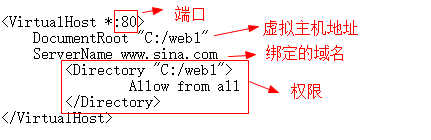 <VirtualHost *:80> 端口
DocumentRoot "C:/web1" 虚拟主机地址
ServerName www.sina.com 绑定的域名
<Directory "C:/web1">
Allow from all 权限
</Directory>
</VirtualHost>